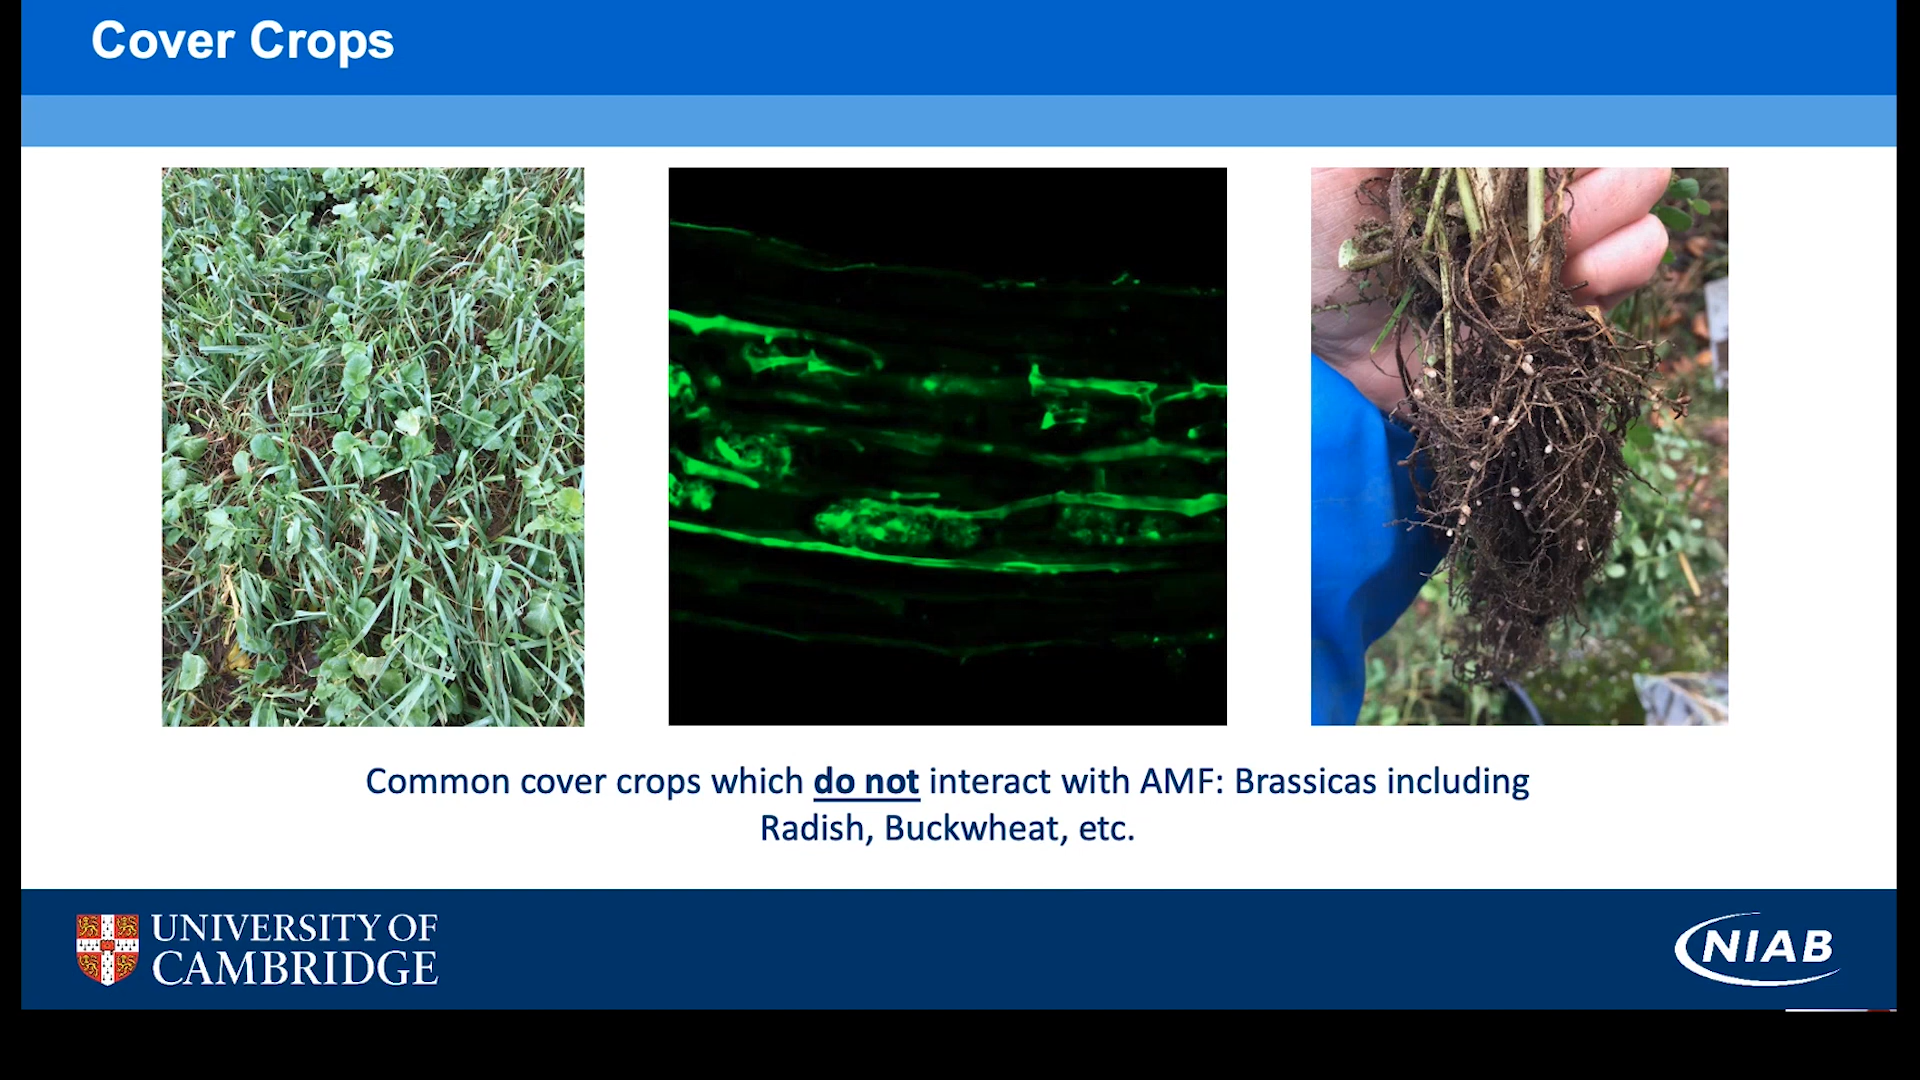 Cover Crops
Common cover crops which do not interact with AMF: Brassicas including
Radish, Buckwheat, etc.
UNIVERSITY OF
CAMBRIDGE
NIAB